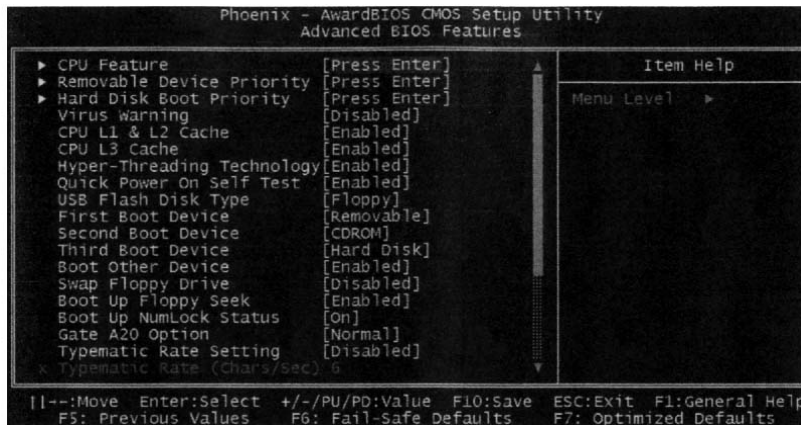 Phoenix - AwardBIOS CMOS Setup Utility
Advanced BIOS Features
▶ CPU Feature [Press Enter]
▶ Removable Device Priority [Press Enter]
▶ Hard Disk Boot Priority [Press Enter]
Virus Warning [Disabled]
CPU L1 & L2 Cache [Enabled]
CPU L3 Cache [Enabled]
Hyper-Threading Technology[Enabled]
Quick Power On Self Test [Enabled]
USB Flash Disk Type [Floppy]
First Boot Device [Removable]
Second Boot Device [CDROM]
Third Boot Device [Hard Disk]
Boot Other Device [Enabled]
Swap Floppy Drive [Disabled]
Boot Up Floppy Seek [Enabled]
Boot Up NumLock Status [On]
Gate A20 Option [Normal]
Typematic Rate Setting [Disabled]
x Typematic Rate (Chars/Sec) 6
Item Help
Menu Level ▶
||--:Move Enter:Select +/-/PU/PD:Value F10:Save ESC:Exit F1:General Help
F5: Previous Values F6: Fail-Safe Defaults F7: Optimized Defaults